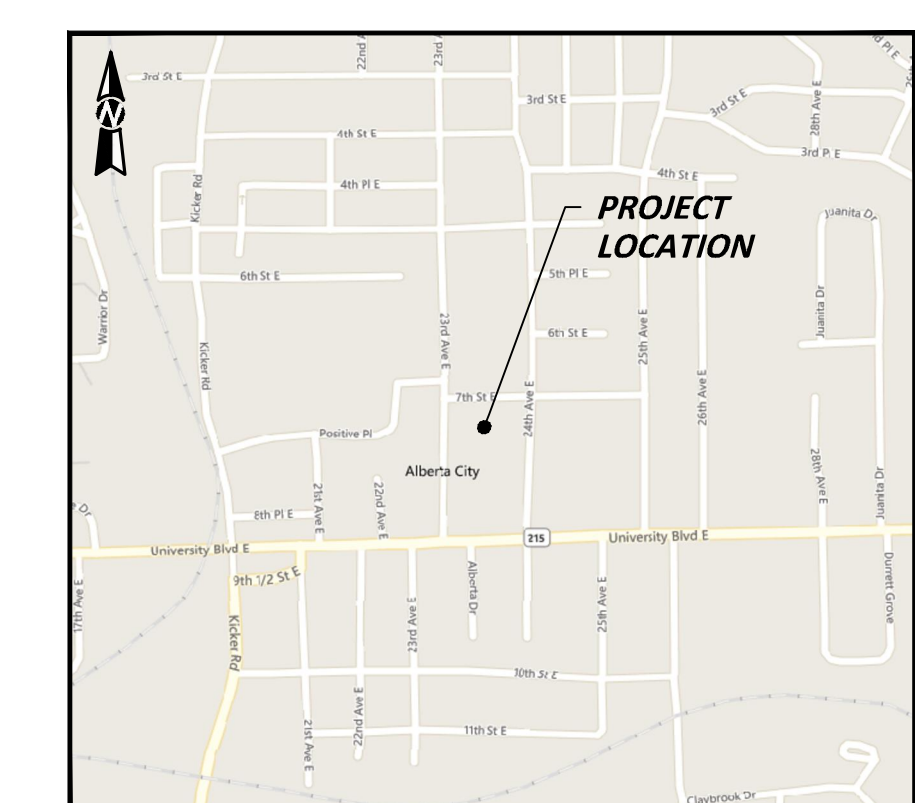 N
22nd A
23rd A
3rd St E
3rd St E
3rd St E
28th Ave E
4th St E
3rd Pl E
4th Pl E
4th St E
Kicker Rd
PROJECT
LOCATION
Juanita Dr
6th St E
5th Pl E
Warrior Dr
23rd Ave E
6th St E
25th Ave E
Juanita Dr
Kicker Rd
7th St E
24th Ave E
26th Ave E
Positive Pl
Alberta City
28th Ave E
Juanita Dr
21st Ave E
22nd Ave E
8th Pl E
e Dr
University Blvd E
215
University Blvd E
9th 1/2 St E
17th Ave E
Alberta Dr
23rd Ave E
25th Ave E
Durrett Grove
Kicker Rd
10th St E
21st Ave E
22nd Ave E
11th St E
Claybrook Dr